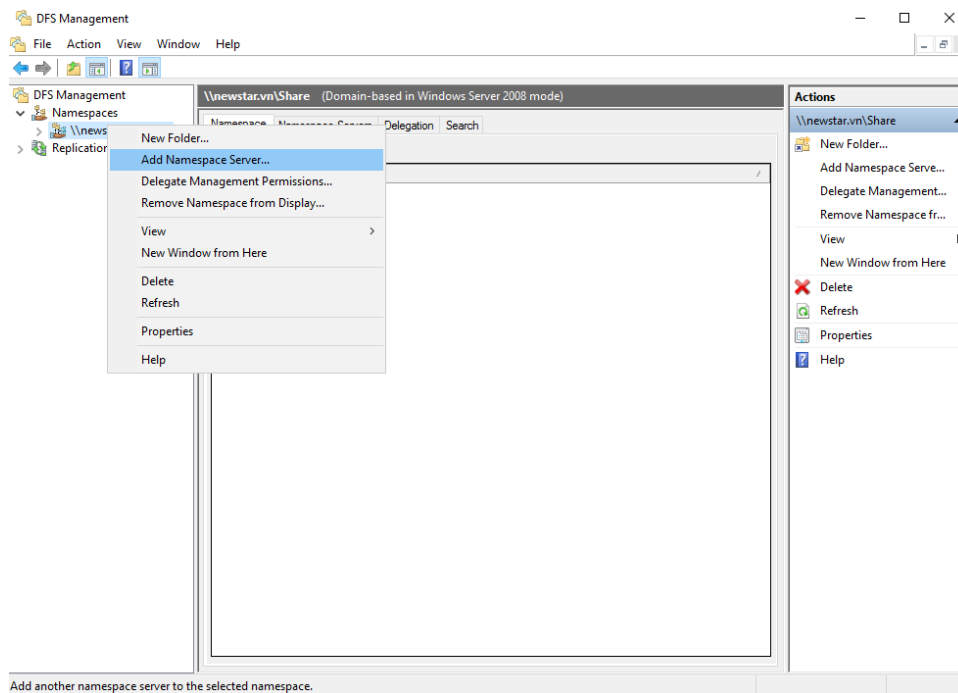 DFS Management
File Action View Window Help
DFS Management
Namespaces
\\news
Replication
New Folder...
Add Namespace Server...
Delegate Management Permissions...
Remove Namespace from Display...
View
New Window from Here
Delete
Refresh
Properties
Help
\\newstar.vn\Share (Domain-based in Windows Server 2008 mode)
Namespace Namespace Servers Delegation Search
Actions
\\newstar.vn\Share
New Folder...
Add Namespace Serve...
Delegate Management...
Remove Namespace fr...
View
New Window from Here
Delete
Refresh
Properties
Help
Add another namespace server to the selected namespace.